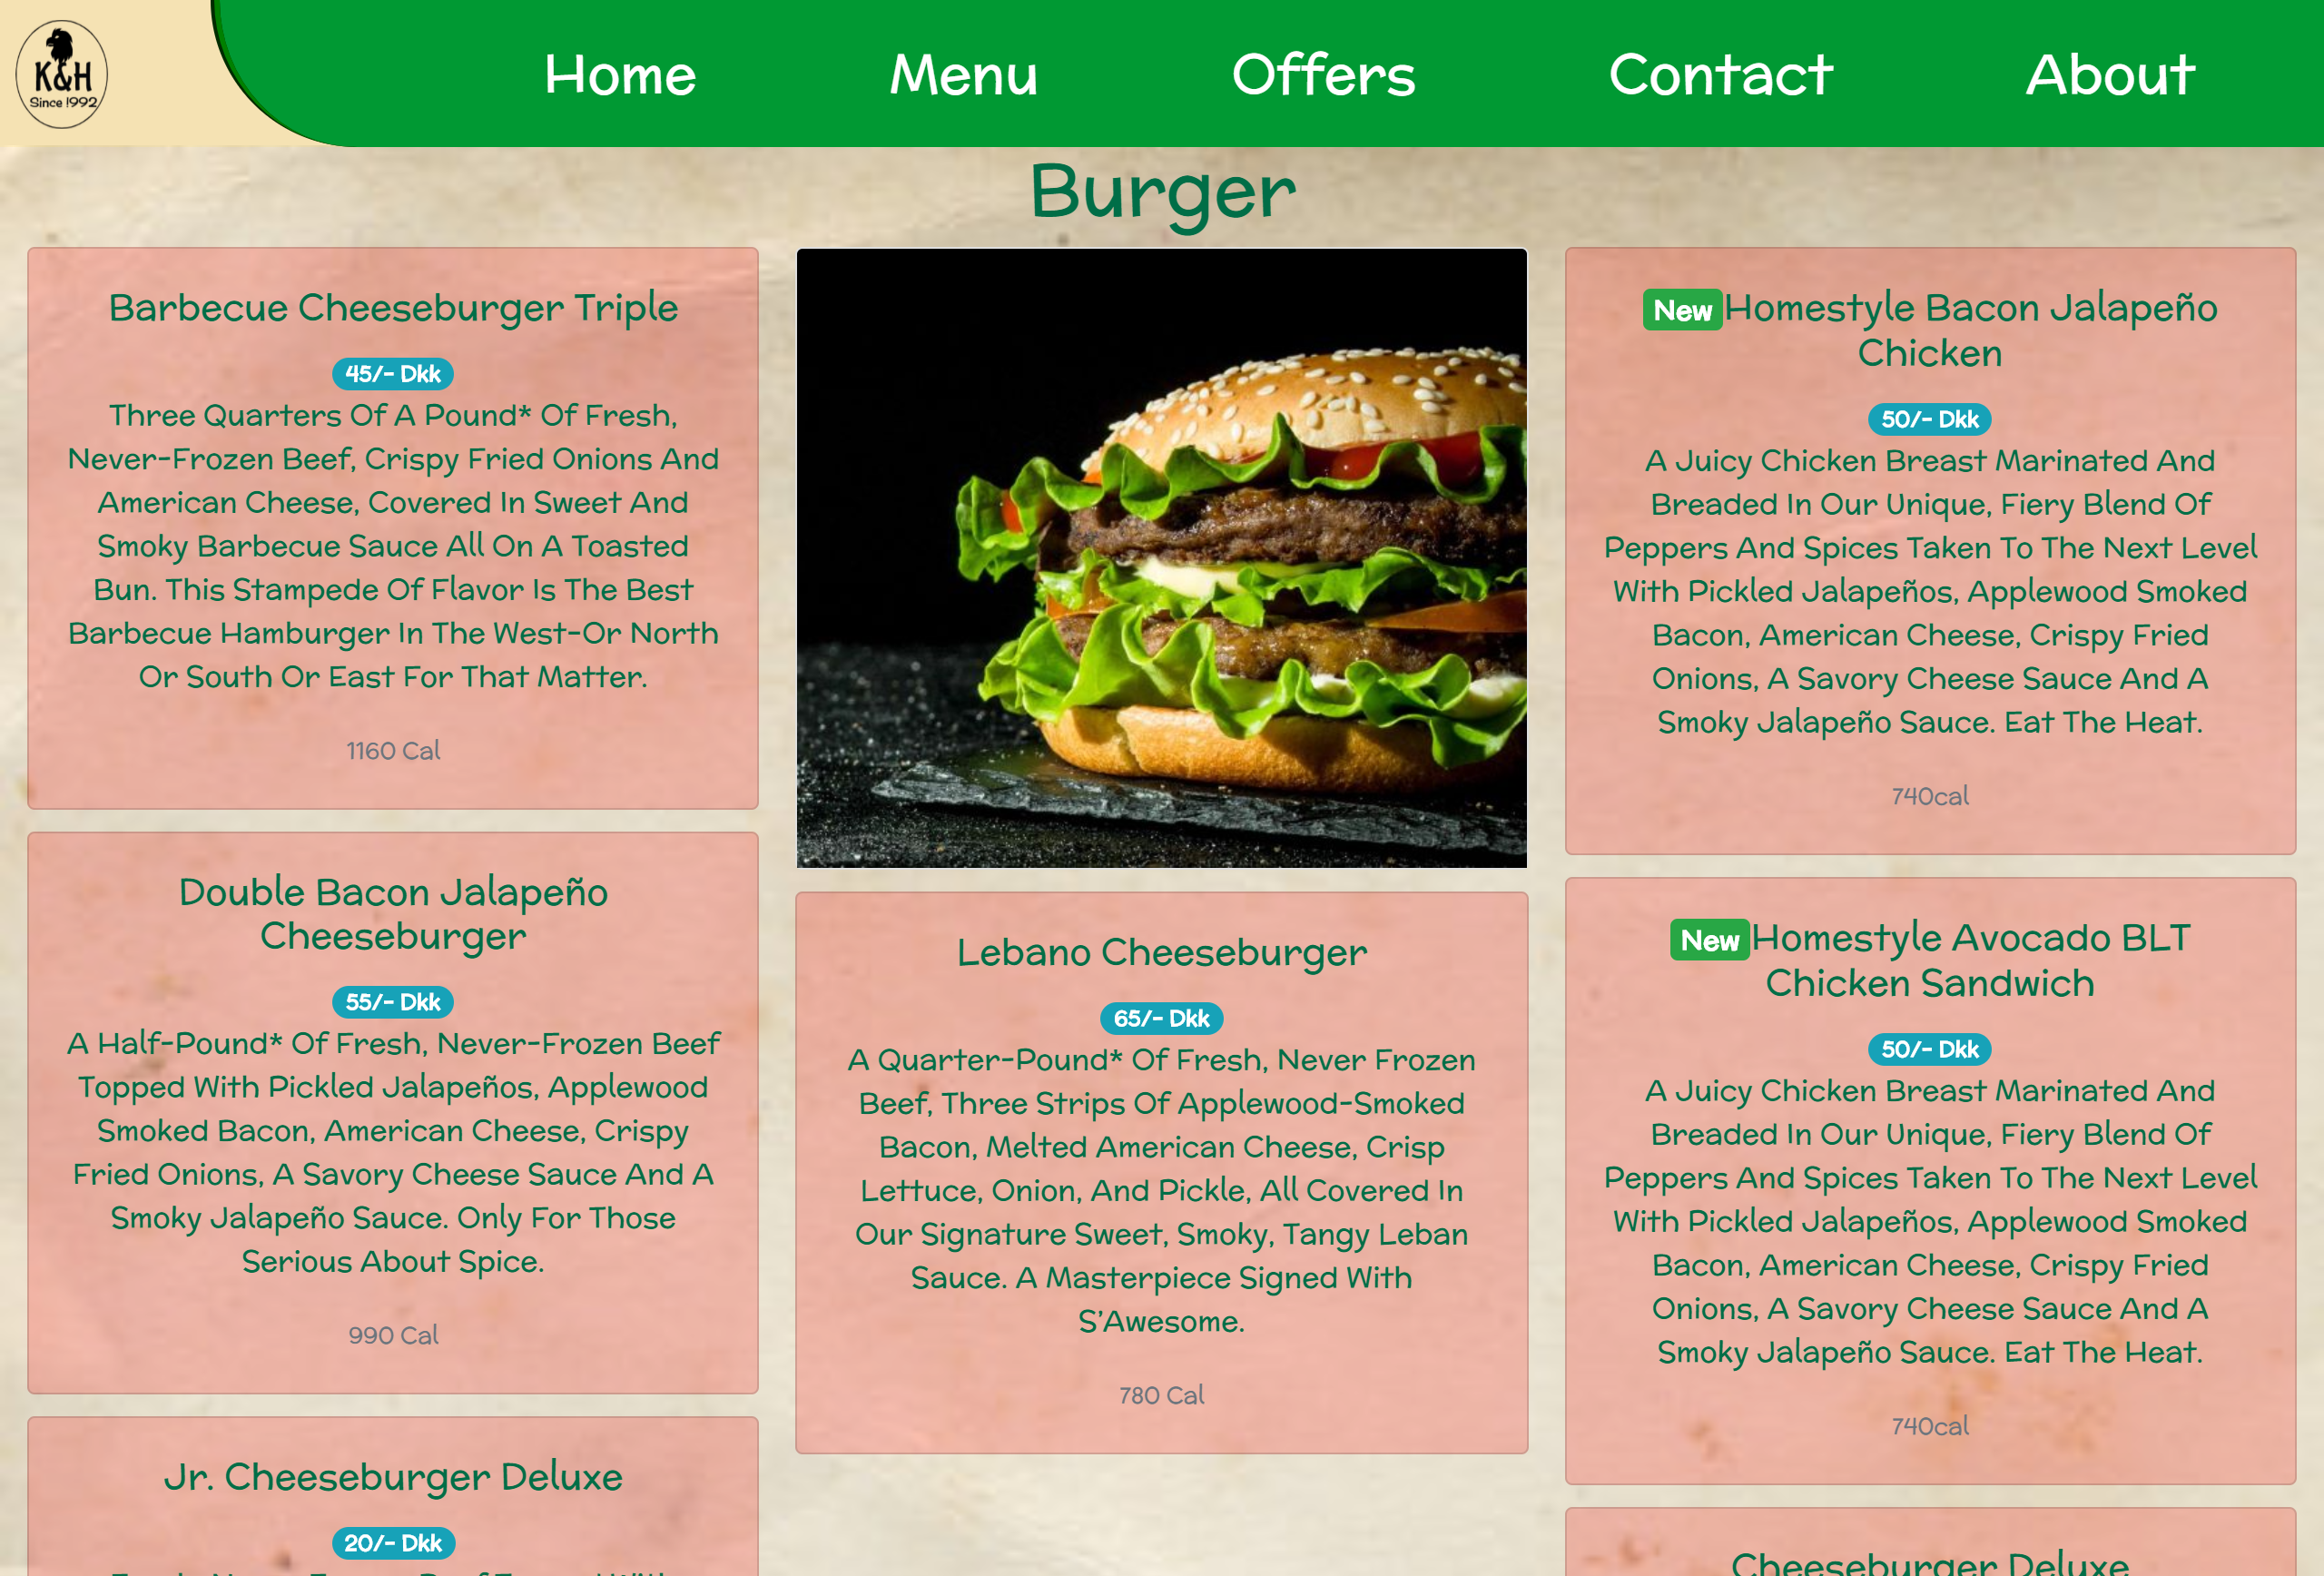 K&H
Since 1992
Home
Menu
Offers
Contact
About
Burger
Barbecue Cheeseburger Triple
45/- Dkk
Three Quarters Of A Pound* Of Fresh,
Never-Frozen Beef, Crispy Fried Onions And
American Cheese, Covered In Sweet And
Smoky Barbecue Sauce All On A Toasted
Bun. This Stampede Of Flavor Is The Best
Barbecue Hamburger In The West-Or North
Or South Or East For That Matter.
1160 Cal
Double Bacon Jalapeño
Cheeseburger
55/- Dkk
A Half-Pound* Of Fresh, Never-Frozen Beef
Topped With Pickled Jalapeños, Applewood
Smoked Bacon, American Cheese, Crispy
Fried Onions, A Savory Cheese Sauce And A
Smoky Jalapeño Sauce. Only For Those
Serious About Spice.
990 Cal
Jr. Cheeseburger Deluxe
20/- Dkk
Lebano Cheeseburger
65/- Dkk
A Quarter-Pound* Of Fresh, Never Frozen
Beef, Three Strips Of Applewood-Smoked
Bacon, Melted American Cheese, Crisp
Lettuce, Onion, And Pickle, All Covered In
Our Signature Sweet, Smoky, Tangy Leban
Sauce. A Masterpiece Signed With
S'Awesome.
780 Cal
New Homestyle Bacon Jalapeño
Chicken
50/- Dkk
A Juicy Chicken Breast Marinated And
Breaded In Our Unique, Fiery Blend Of
Peppers And Spices Taken To The Next Level
With Pickled Jalapeños, Applewood Smoked
Bacon, American Cheese, Crispy Fried
Onions, A Savory Cheese Sauce And A
Smoky Jalapeño Sauce. Eat The Heat.
740cal
New Homestyle Avocado BLT
Chicken Sandwich
50/- Dkk
A Juicy Chicken Breast Marinated And
Breaded In Our Unique, Fiery Blend Of
Peppers And Spices Taken To The Next Level
With Pickled Jalapeños, Applewood Smoked
Bacon, American Cheese, Crispy Fried
Onions, A Savory Cheese Sauce And A
Smoky Jalapeño Sauce. Eat The Heat.
740cal
Cheeseburger Deluxe